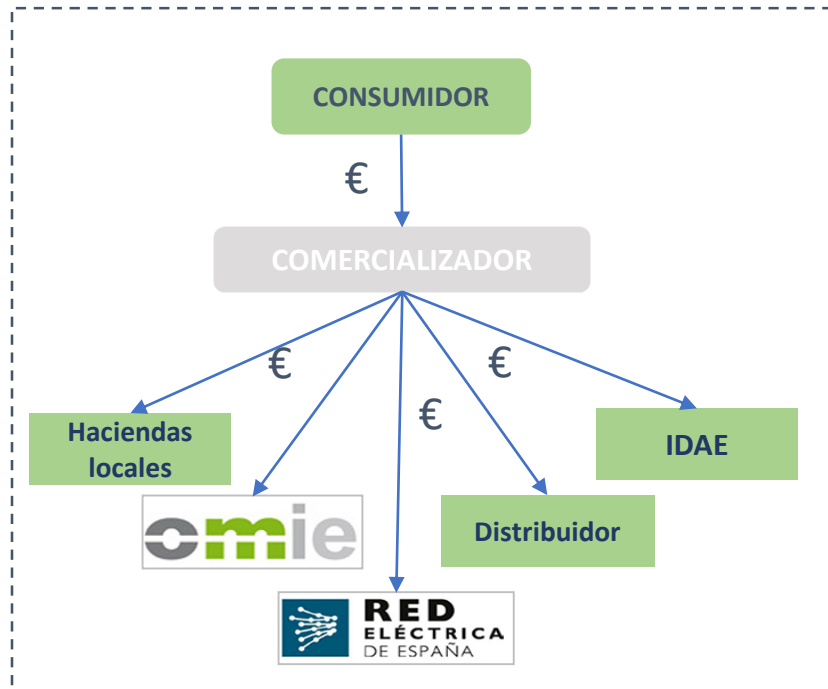 CONSUMIDOR
€
COMERCIALIZADOR
€
€
€
Haciendas
locales
IDAE
omie
Distribuidor
RED
ELÉCTRICA
DE ESPAÑA